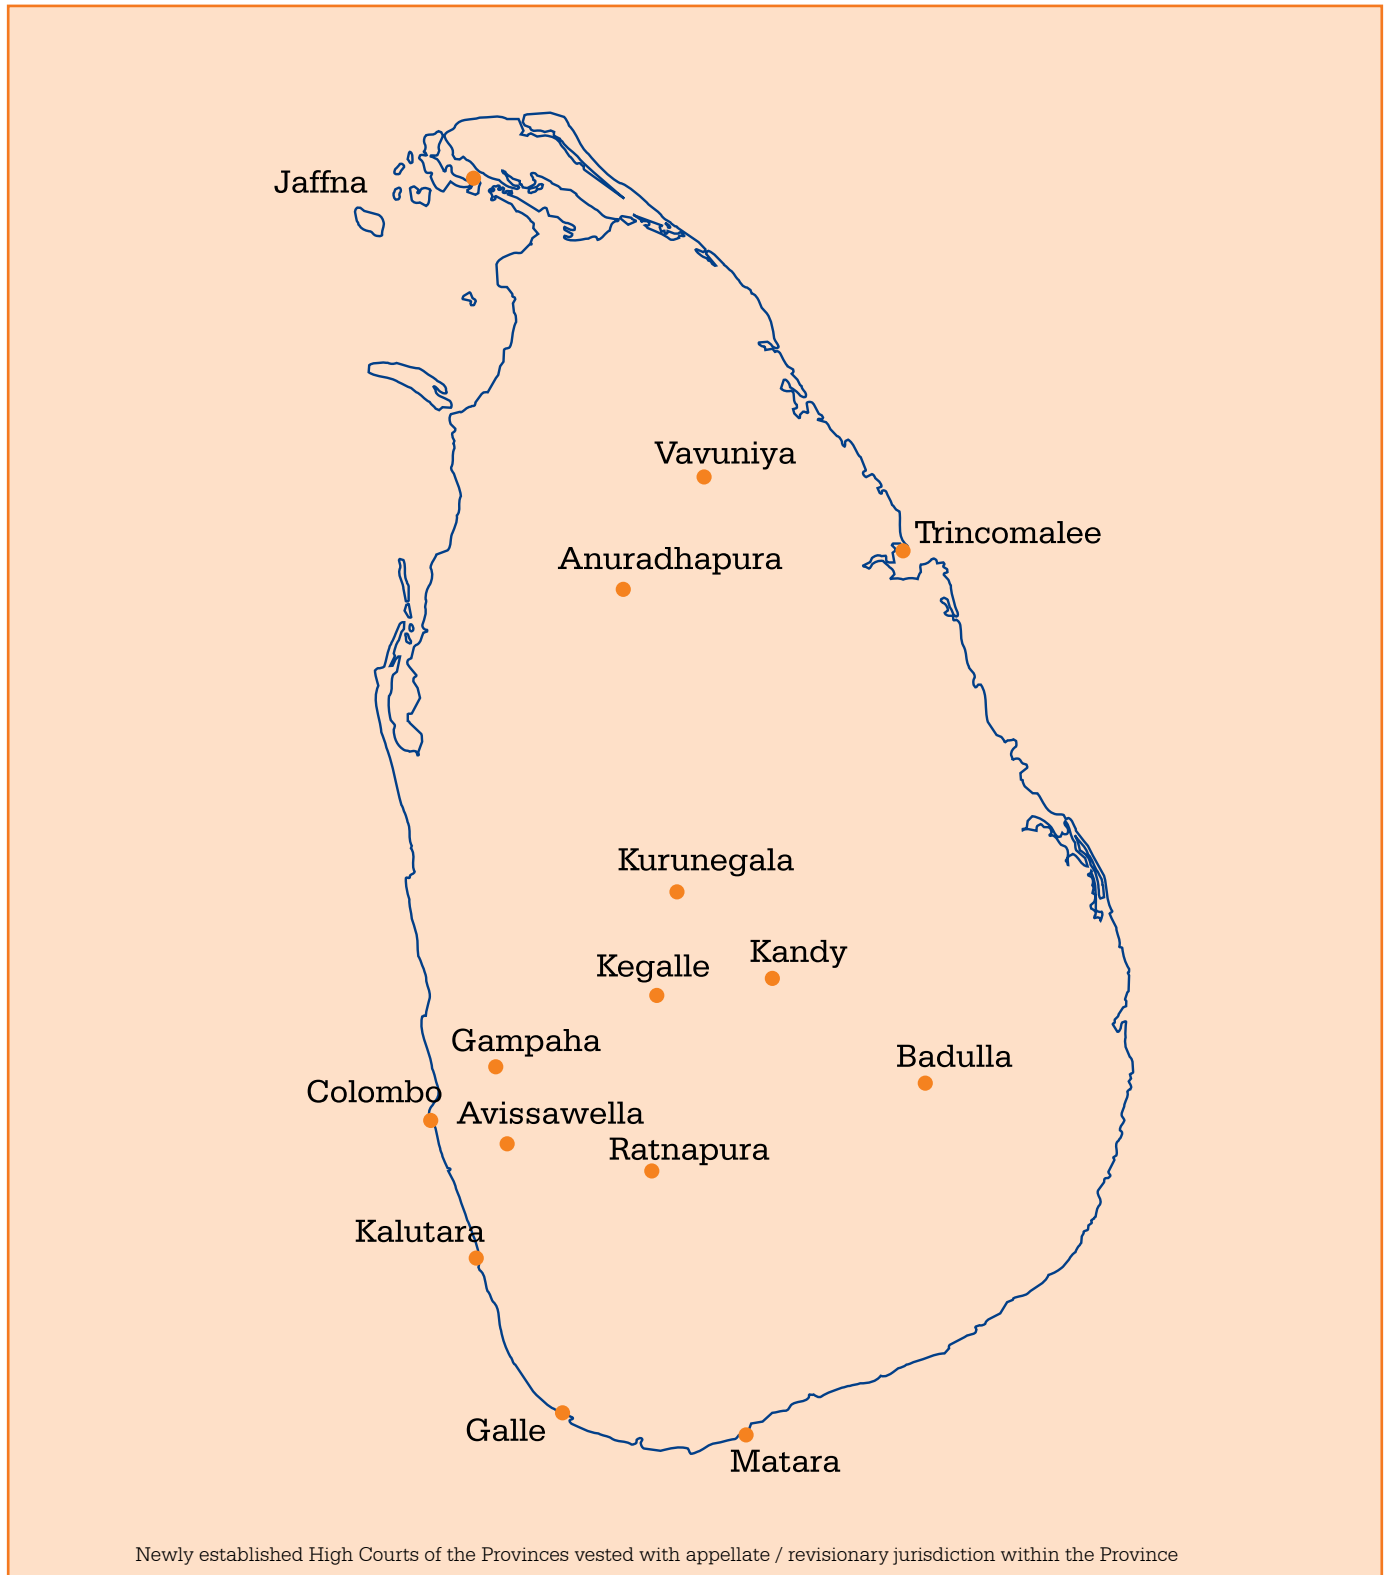 Jaffna
Vavuniya
Trincomalee
Anuradhapura
Kurunegala
Kandy
Kegalle
Gampaha
Badulla
Colombo
Avissawella
Ratnapura
Kalutara
Galle
Matara
Newly established High Courts of the Provinces vested with appellate / revisionary jurisdiction within the Province